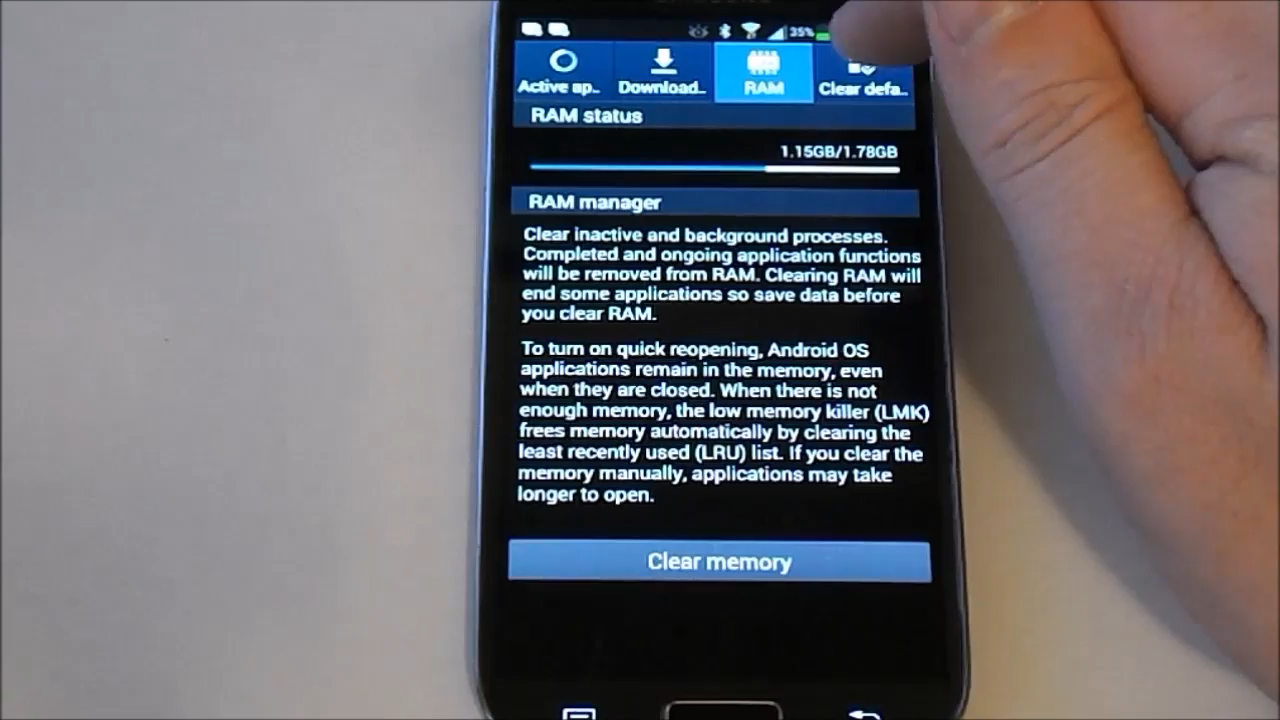 35%
Active ap..
Download..
RAM
Clear defa..
RAM status
1.15GB/1.78GB
RAM manager
Clear inactive and background processes.
Completed and ongoing application functions
will be removed from RAM. Clearing RAM will
end some applications so save data before
you clear RAM.
To turn on quick reopening, Android OS
applications remain in the memory, even
when they are closed. When there is not
enough memory, the low memory killer (LMK)
frees memory automatically by clearing the
least recently used (LRU) list. If you clear the
memory manually, applications may take
longer to open.
Clear memory